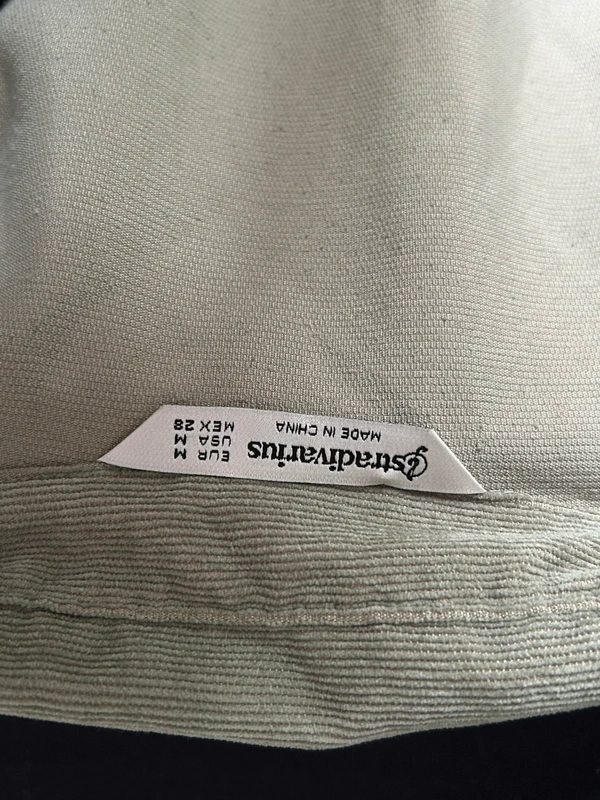 stradivarius
MADE IN CHINA
EUR M
USA M
MEX 28